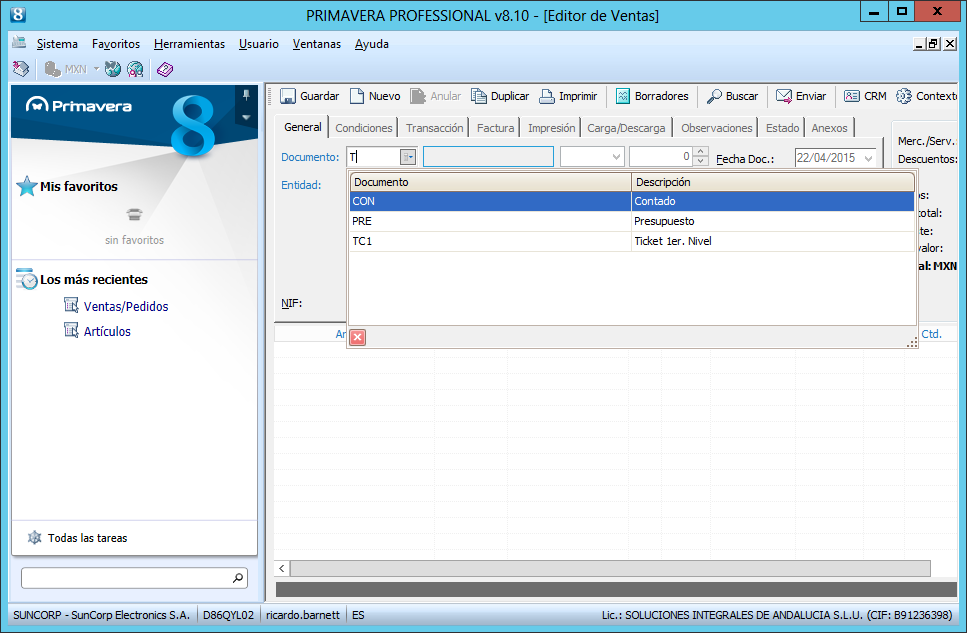 8
PRIMAVERA PROFESSIONAL v8.10 - [Editor de Ventas]
Sistema Favoritos Herramientas Usuario Ventanas Ayuda
MXN
Primavera
8
Mis favoritos
sin favoritos
Los más recientes
Ventas/Pedidos
Artículos
Todas las tareas
Guardar Nuevo Anular Duplicar Imprimir Borradores Buscar Enviar CRM Contexto
General Condiciones Transacción Factura Impresión Carga/Descarga Observaciones Estado Anexos
Documento: T 0 Fecha Doc.: 22/04/2015
Merc./Serv.:
Descuentos:
Entidad:
Documento Descripción
CON Contado
PRE Presupuesto
TC1 Ticket 1er. Nivel
os:
total:
te:
valor:
al: MXN
NIF:
Ar
Ctd.
SUNCORP - SunCorp Electronics S.A. D86QYL02 ricardo.barnett ES Lic.: SOLUCIONES INTEGRALES DE ANDALUCIA S.L.U. (CIF: B91236398)